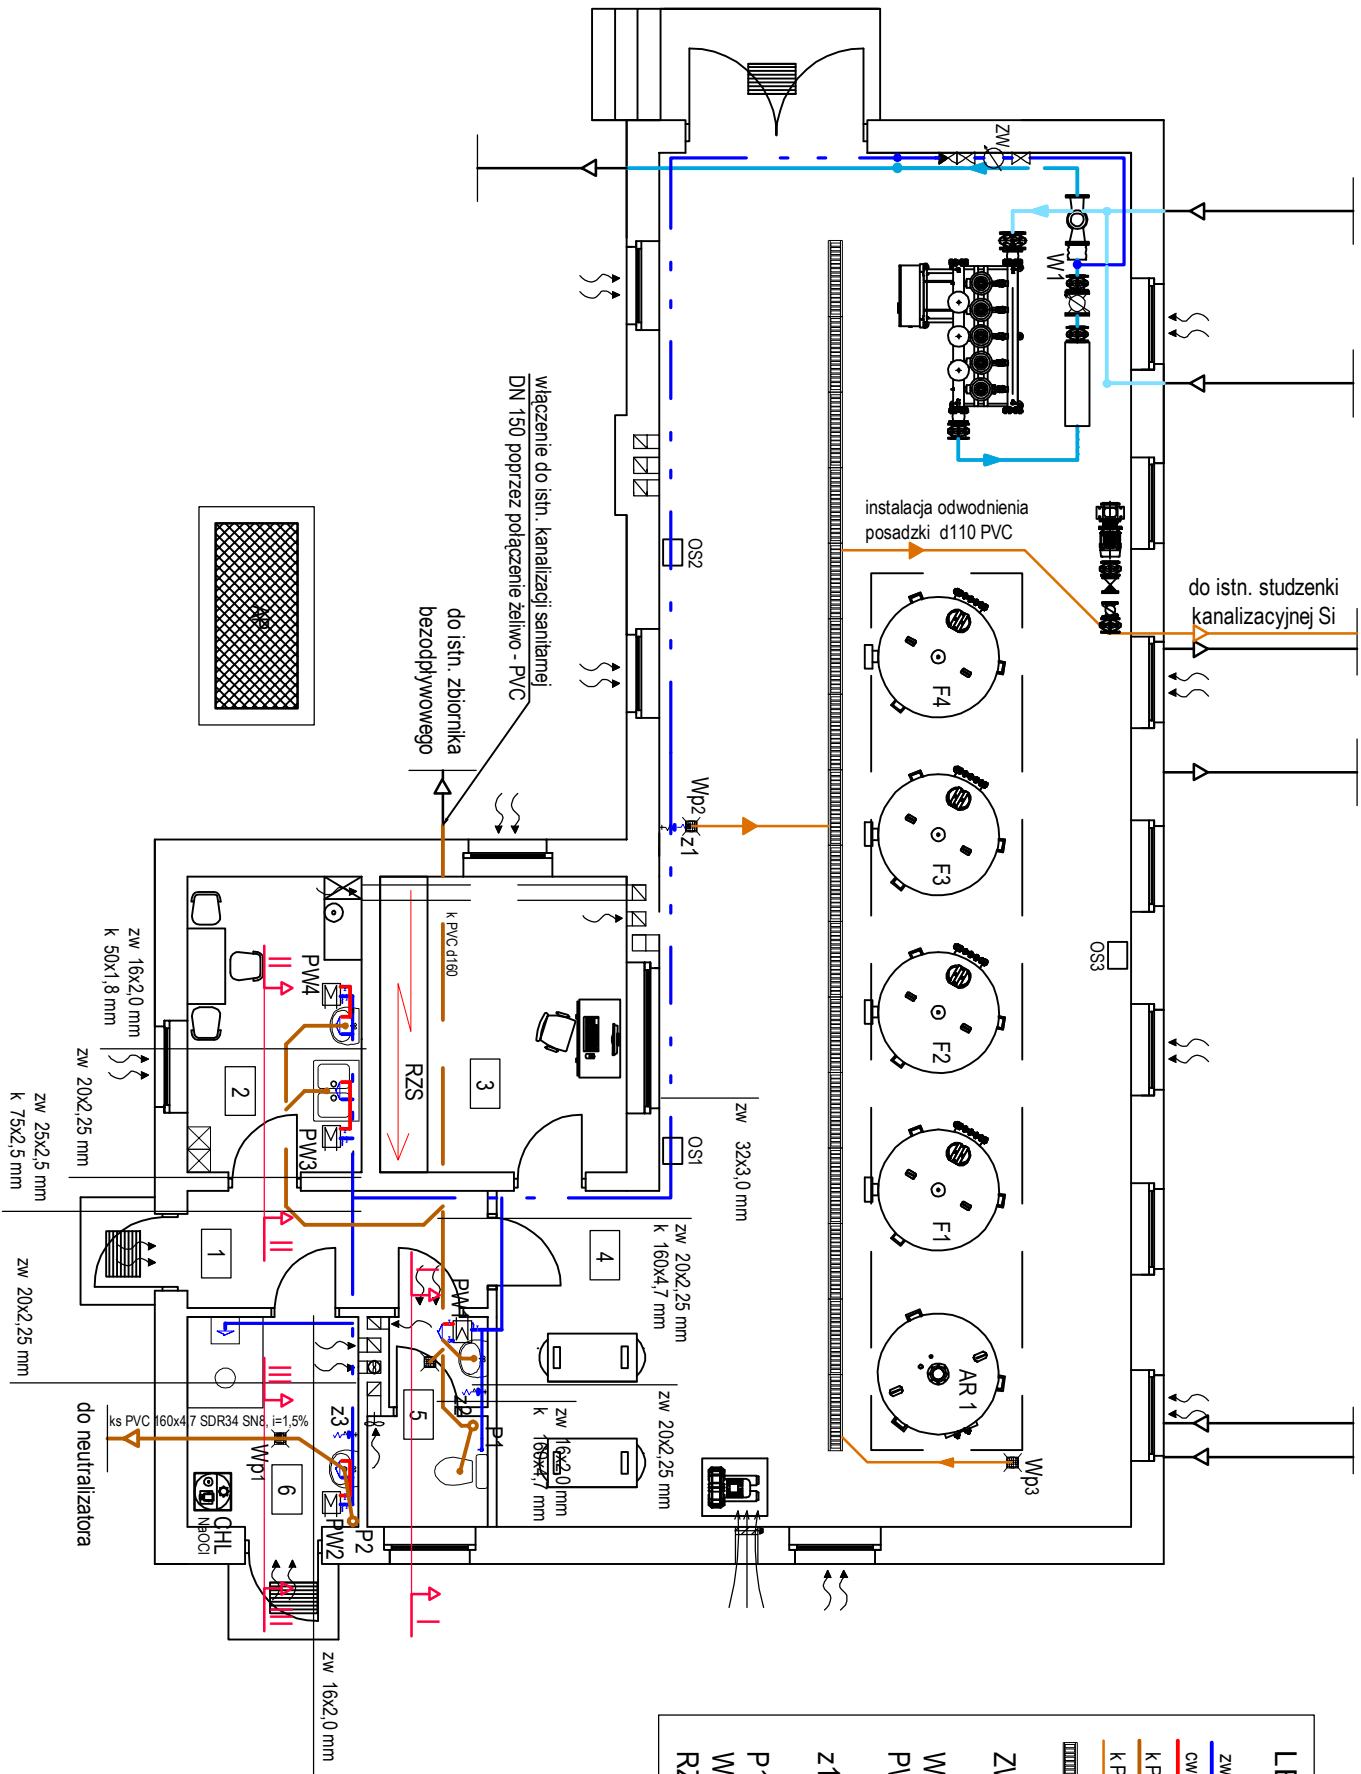 ZW
W1
włączenie do istn. kanalizacji sanitarnej
DN 150 poprzez połączenie żeliwo - PVC
do istn. zbiornika
bezodpływowego
instalacja odwodnienia
posadzki d110 PVC
do istn. studzenki
kanalizacyjnej Si
OS2
OS3
OS1
F4
F3
F2
F1
AR 1
Wp2
z1
Wp3
k PVC d160
RZS
3
2
1
4
5
6
PW4
PW3
zw 16x2,0 mm
k 50x1,8 mm
zw 20x2,25 mm
zw 25x2,5 mm
k 75x2,5 mm
zw 20x2,25 mm
zw 32x3,0 mm
zw 20x2,25 mm
k 160x4,7 mm
zw 20x2,25 mm
zw 16x2,0 mm
k 160x4,7 mm
z2
P1
z3
P2
PW2
Wp1
CHL
NaOCl
ks PVC 160x4,7 SDR34 SN8, i=1,5%
do neutralizatora
zw 16x2,0 mm
I
I
II
II
III
III
zw
cw
k P
k P
z1